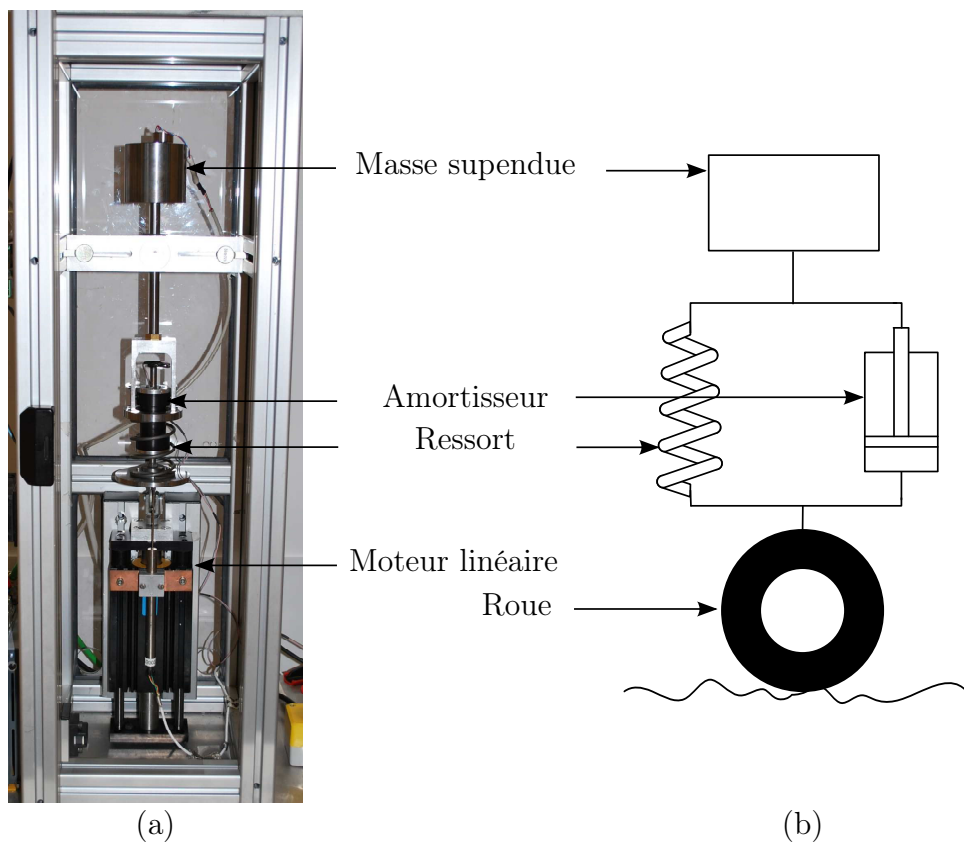 Masse supendue
Amortisseur
Ressort
Moteur linéaire
Roue
(a)
(b)